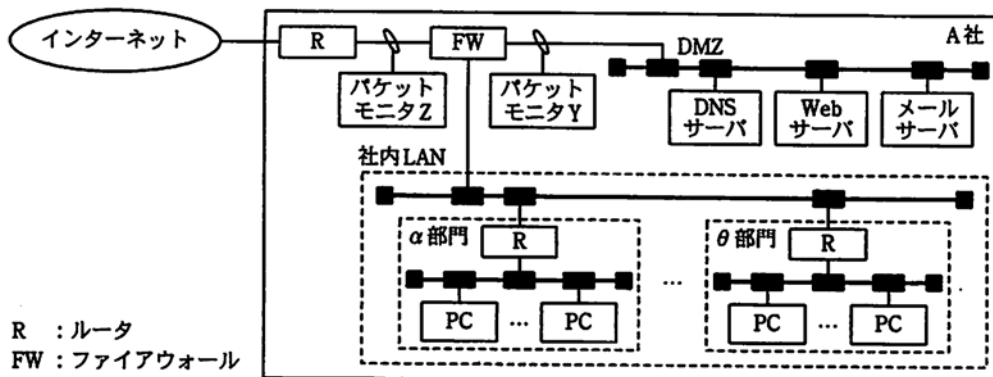 インターネット
R
FW
DMZ
A社
パケット
モニタZ
パケット
モニタY
DNS
サーバ
Web
サーバ
メール
サーバ
社内LAN
α部門
R
θ部門
R
...
PC
...
PC
PC
...
PC
R :ルータ
FW :ファイアウォール